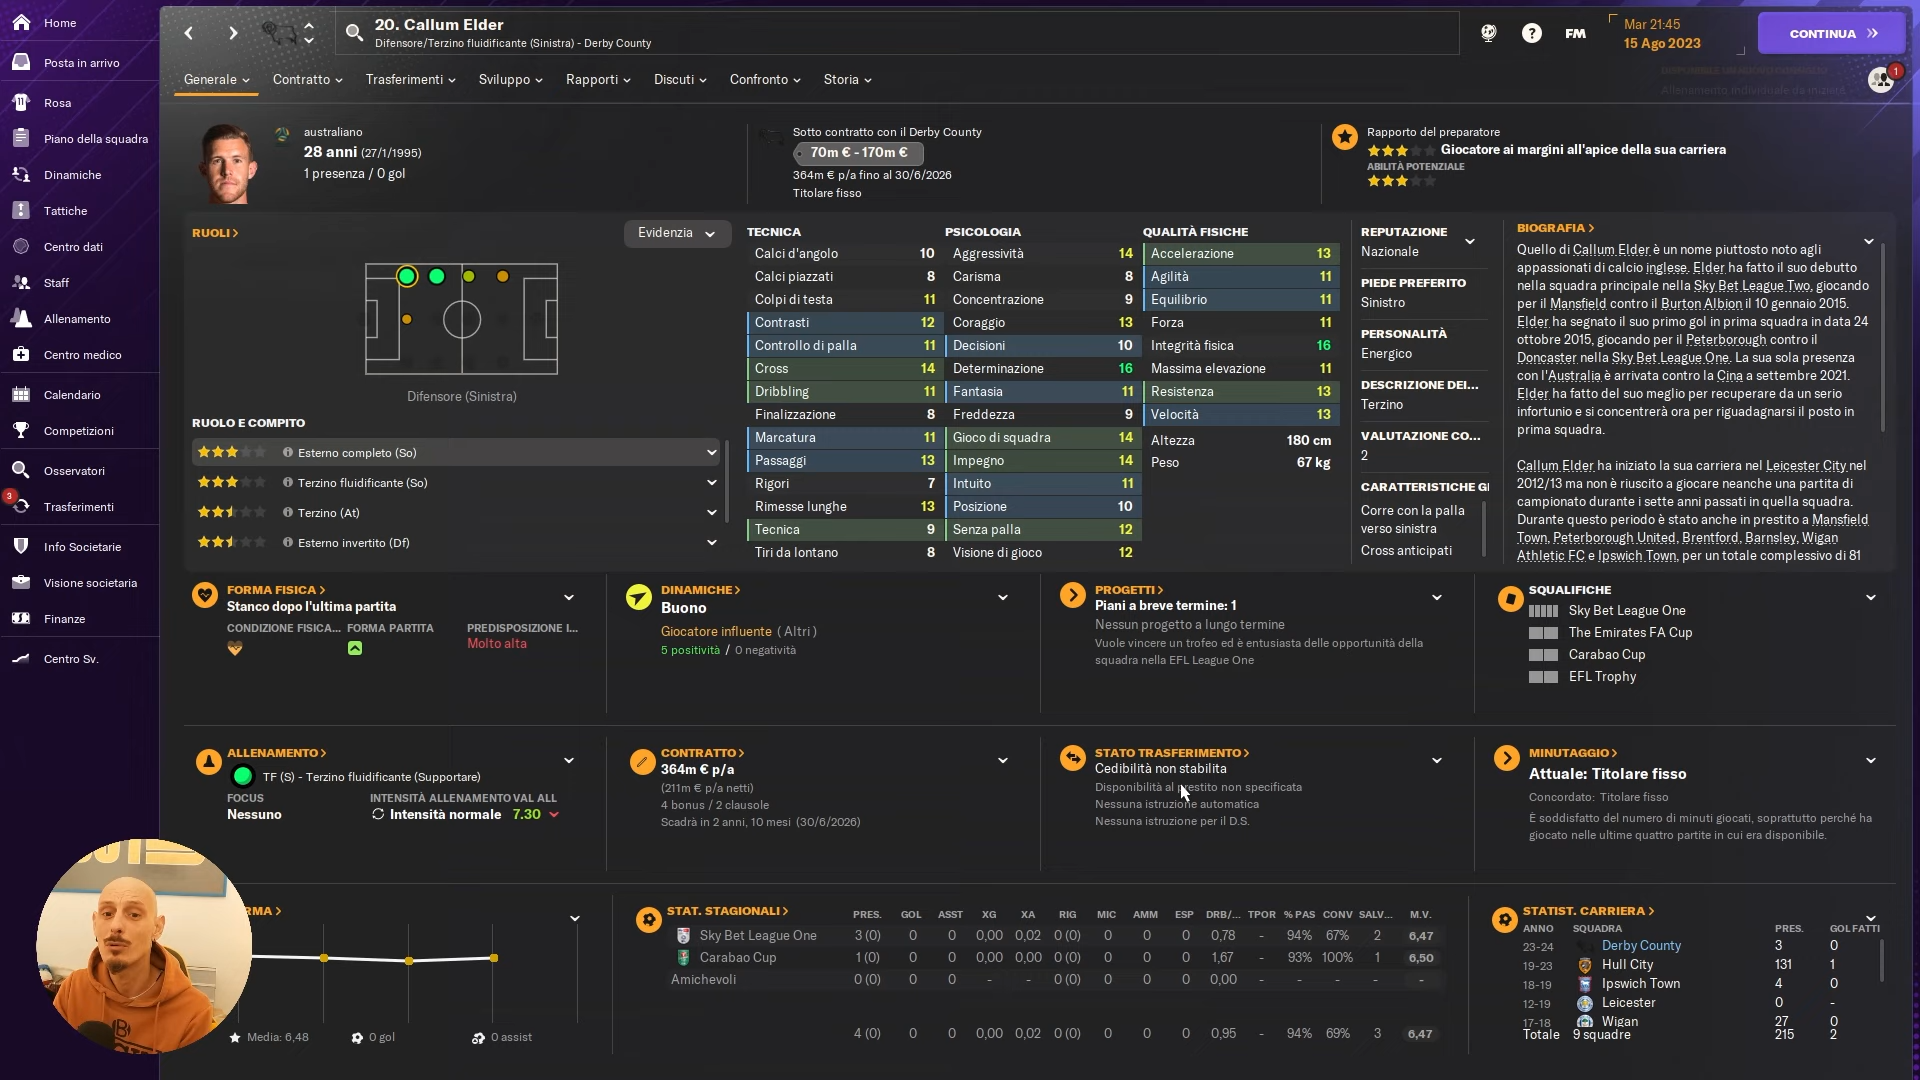 Home
Posta in arrivo
Rosa
Piano della squadra
Dinamiche
Tattiche
Centro dati
Staff
Allenamento
Centro medico
Calendario
Competizioni
Osservatori
3
Trasferimenti
Info Societarie
Visione societaria
Finanze
Centro Sv.
20. Callum Elder
Difensore/Terzino fluidificante (Sinistra) - Derby County
FM
Mar 21:45
15 Ago 2023
CONTINUA
Generale
Contratto
Trasferimenti
Sviluppo
Rapporti
Discuti
Confronto
Storia
1
australiano
28 anni (27/1/1995)
1 presenza / 0 gol
Sotto contratto con il Derby County
70m € - 170m €
364m € p/a fino al 30/6/2026
Titolare fisso
Rapporto del preparatore
Giocatore ai margini all'apice della sua carriera
ABILITÀ POTENZIALE
RUOLI
Evidenzia
Difensore (Sinistra)
RUOLO E COMPITO
Esterno completo (So)
Terzino fluidificante (So)
Terzino (At)
Esterno invertito (Df)
TECNICA
Calci d'angolo 10
Calci piazzati 8
Colpi di testa 11
Contrasti 12
Controllo di palla 11
Cross 14
Dribbling 11
Finalizzazione 8
Marcatura 11
Passaggi 13
Rigori 7
Rimesse lunghe 13
Tecnica 9
Tiri da lontano 8
PSICOLOGIA
Aggressività 14
Carisma 8
Concentrazione 9
Coraggio 13
Decisioni 10
Determinazione 16
Fantasia 11
Freddezza 9
Gioco di squadra 14
Impegno 14
Intuito 11
Posizione 10
Senza palla 12
Visione di gioco 12
QUALITÀ FISICHE
Accelerazione 13
Agilità 11
Equilibrio 11
Forza 11
Integrità fisica 16
Massima elevazione 11
Resistenza 13
Velocità 13
Altezza 180 cm
Peso 67 kg
REPUTAZIONE
Nazionale
PIEDE PREFERITO
Sinistro
PERSONALITÀ
Energico
DESCRIZIONE DEI...
Terzino
VALUTAZIONE CO...
2
CARATTERISTICHE GI
Corre con la palla
verso sinistra
Cross anticipati
BIOGRAFIA
Quello di Callum Elder è un nome piuttosto noto agli
appassionati di calcio inglese. Elder ha fatto il suo debutto
nella squadra principale nella Sky Bet League Two, giocando
per il Mansfield contro il Burton Albion il 10 gennaio 2015.
Elder ha segnato il suo primo gol in prima squadra in data 24
ottobre 2015, giocando per il Peterborough contro il
Doncaster nella Sky Bet League One. La sua sola presenza
con l'Australia è arrivata contro la Cina a settembre 2021.
Elder ha fatto del suo meglio per recuperare da un serio
infortunio e si concentrerà ora per riguadagnarsi il posto in
prima squadra.
Callum Elder ha iniziato la sua carriera nel Leicester City nel
2012/13 ma non è riuscito a giocare neanche una partita di
campionato durante i sette anni passati in quella squadra.
Durante questo periodo è stato anche in prestito a Mansfield
Town, Peterborough United, Brentford, Barnsley, Wigan
Athletic FC e Ipswich Town, per un totale complessivo di 81
FORMA FISICA
Stanco dopo l'ultima partita
CONDIZIONE FISICA... FORMA PARTITA PREDISPOSIZIONE I...
Molto alta
DINAMICHE
Buono
Giocatore influente ( Altri )
5 positività / 0 negatività
PROGETTI
Piani a breve termine: 1
Nessun progetto a lungo termine
Vuole vincere un trofeo ed è entusiasta delle opportunità della
squadra nella EFL League One
SQUALIFICHE
Sky Bet League One
The Emirates FA Cup
Carabao Cup
EFL Trophy
ALLENAMENTO
TF (S) - Terzino fluidificante (Supportare)
FOCUS INTENSITÀ ALLENAMENTO VAL ALL
Nessuno Intensità normale 7.30
CONTRATTO
364m € p/a
(211m € p/a netti)
4 bonus / 2 clausole
Scadrà in 2 anni, 10 mesi (30/6/2026)
STATO TRASFERIMENTO
Cedibilità non stabilita
Disponibilità al prestito non specificata
Nessuna istruzione automatica
Nessuna istruzione per il D.S.
MINUTAGGIO
Attuale: Titolare fisso
Concordato: Titolare fisso
È soddisfatto del numero di minuti giocati, soprattutto perché ha
giocato nelle ultime quattro partite in cui era disponibile.
RMA
Media: 6,48 0 gol 0 assist
STAT. STAGIONALI PRES. GOL ASST XG XA RIG MIC AMM ESP DRB/... TPOR % PAS CONV SALV... M.V.
Sky Bet League One 3 (0) 0 0 0,00 0,02 0 (0) 0 0 0 0,78 - 94% 67% 2 6,47
Carabao Cup 1 (0) 0 0 0,00 0,00 0 (0) 0 0 0 1,67 - 93% 100% 1 6,50
Amichevoli 0 (0) 0 0 - - 0 (0) 0 0 0 0,00 - - - - -
4 (0) 0 0 0,00 0,02 0 (0) 0 0 0 0,95 - 94% 69% 3 6,47
STATIST. CARRIERA
ANNO SQUADRA PRES. GOL FATTI
23-24 Derby County 3 0
19-23 Hull City 131 1
18-19 Ipswich Town 4 0
12-19 Leicester 0 -
17-18 Wigan 27 0
Totale 9 squadre 215 2